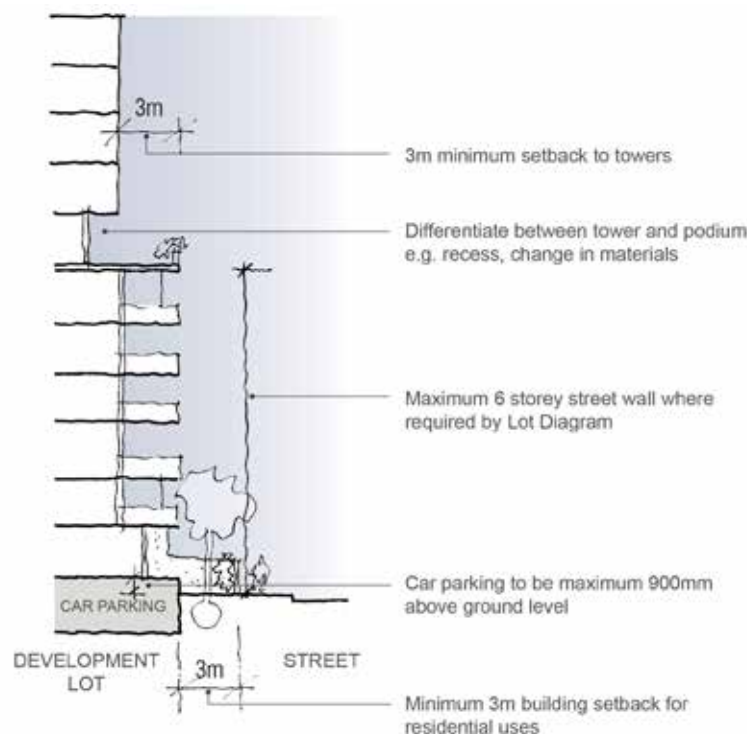 3m
3m minimum setback to towers
Differentiate between tower and podium
e.g. recess, change in materials
Maximum 6 storey street wall where
required by Lot Diagram
Car parking to be maximum 900mm
above ground level
CAR PARKING
DEVELOPMENT
LOT
3m
STREET
Minimum 3m building setback for
residential uses